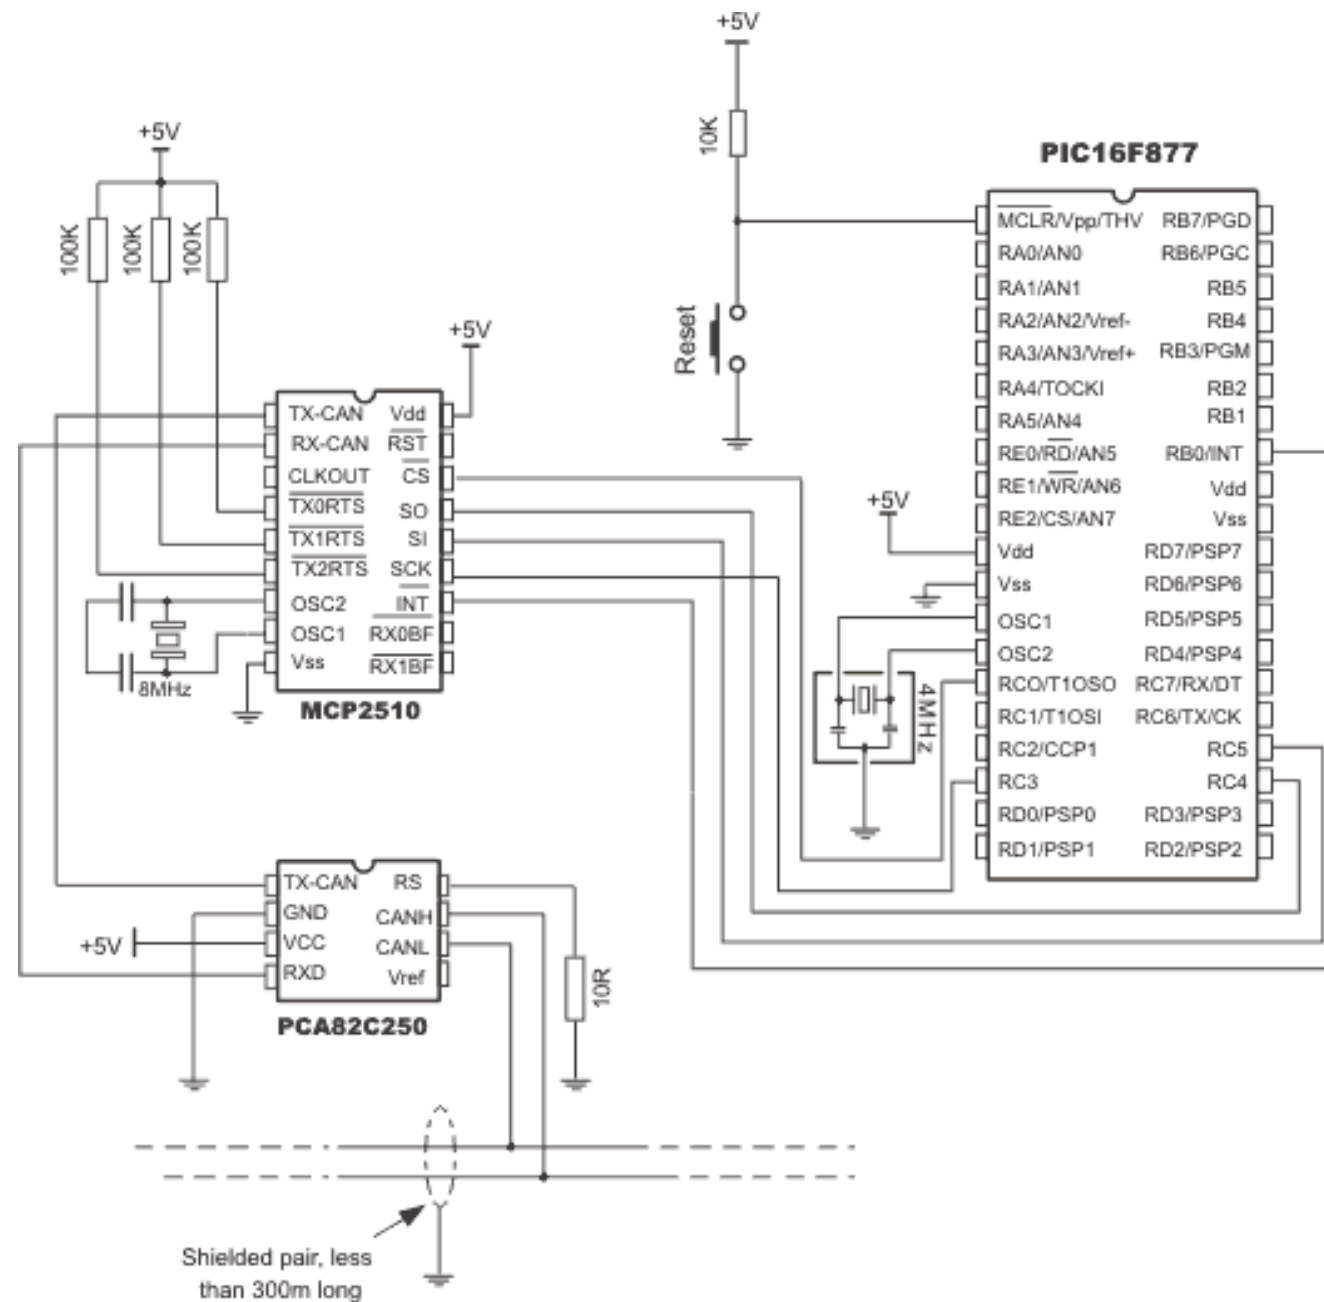 +5V
10K
Reset
+5V
100K
100K
100K
+5V
MCP2510
TX-CAN
RX-CAN
CLKOUT
TX0RTS
TX1RTS
TX2RTS
OSC2
OSC1
Vss
Vdd
RST
CS
SO
SI
SCK
INT
RX0BF
RX1BF
8MHz
PIC16F877
MCLR/Vpp/THV
RA0/AN0
RA1/AN1
RA2/AN2/Vref-
RA3/AN3/Vref+
RA4/TOCKI
RA5/AN4
RE0/RD/AN5
RE1/WR/AN6
RE2/CS/AN7
Vdd
Vss
OSC1
OSC2
RCO/T1OSO
RC1/T1OSI
RC2/CCP1
RC3
RD0/PSP0
RD1/PSP1
RB7/PGD
RB6/PGC
RB5
RB4
RB3/PGM
RB2
RB1
RB0/INT
Vdd
Vss
RD7/PSP7
RD6/PSP6
RD5/PSP5
RD4/PSP4
RC7/RX/DT
RC6/TX/CK
RC5
RC4
RD3/PSP3
RD2/PSP2
+5V
4MHz
TX-CAN
GND
VCC
RXD
RS
CANH
CANL
Vref
PCA82C250
+5V
10R
Shielded pair, less
than 300m long